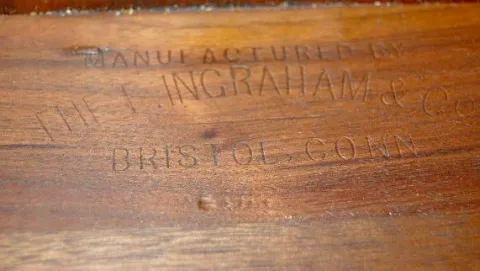 MANUFACTURED BY
THE E. INGRAHAM & CO.
BRISTOL, CONN